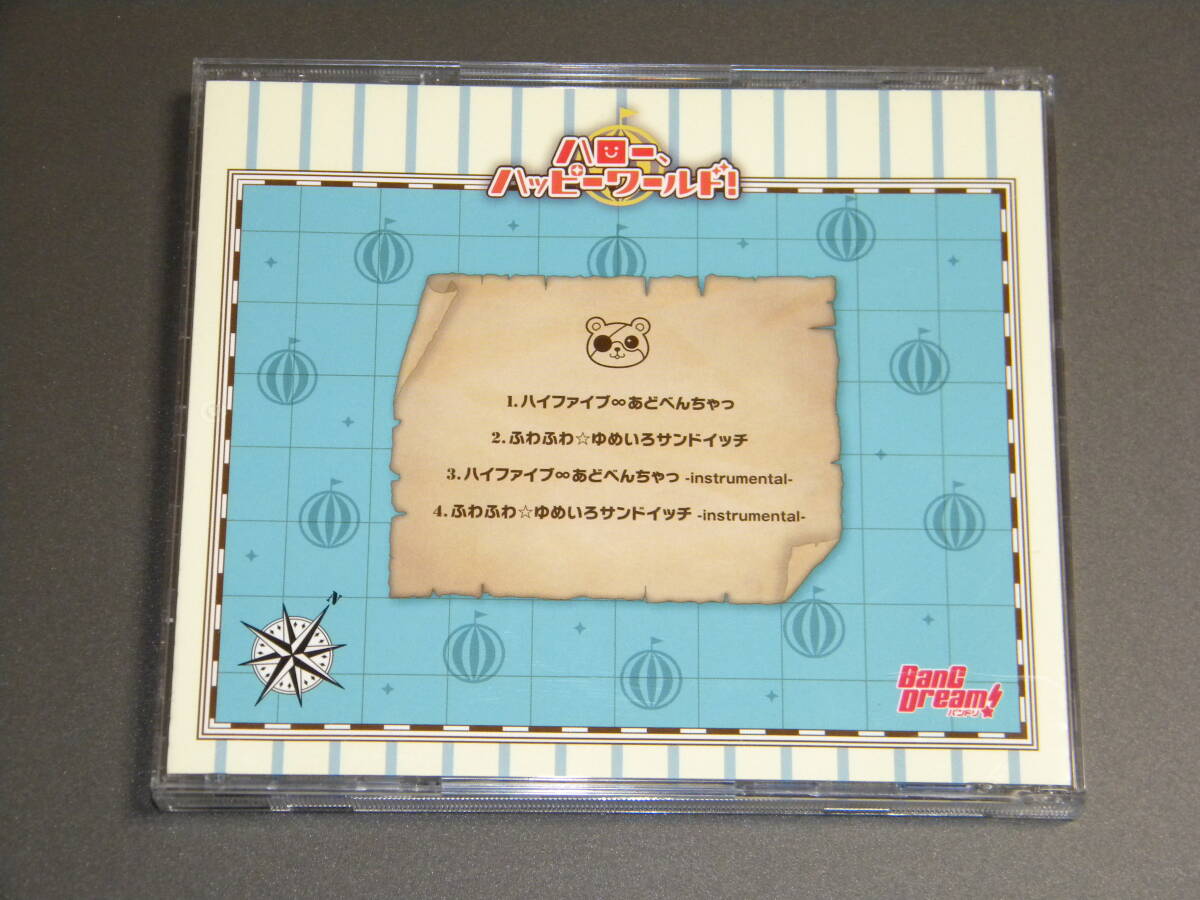 ハロー、
ハッピーワールド!
1. ハイファイブ∞あどべんちゃっ
2. ふわふわ☆ゆめいろサンドイッチ
3. ハイファイブ∞あどべんちゃっ -instrumental-
4. ふわふわ☆ゆめいろサンドイッチ -instrumental-
N
BanG
Dream!
バンドリ!